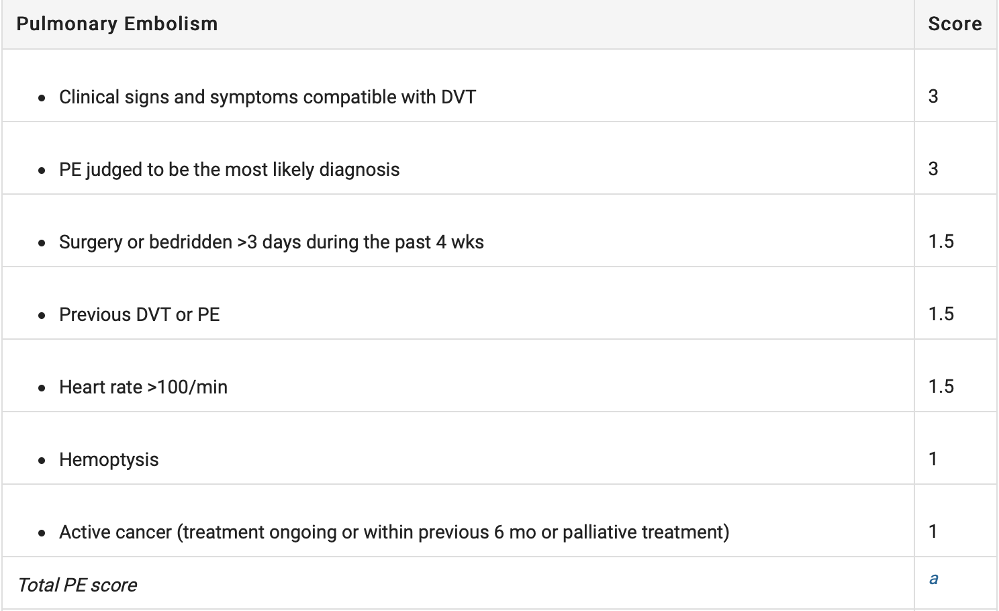 Pulmonary Embolism Score
• Clinical signs and symptoms compatible with DVT 3
• PE judged to be the most likely diagnosis 3
• Surgery or bedridden >3 days during the past 4 wks 1.5
• Previous DVT or PE 1.5
• Heart rate >100/min 1.5
• Hemoptysis 1
• Active cancer (treatment ongoing or within previous 6 mo or palliative treatment) 1
Total PE score a